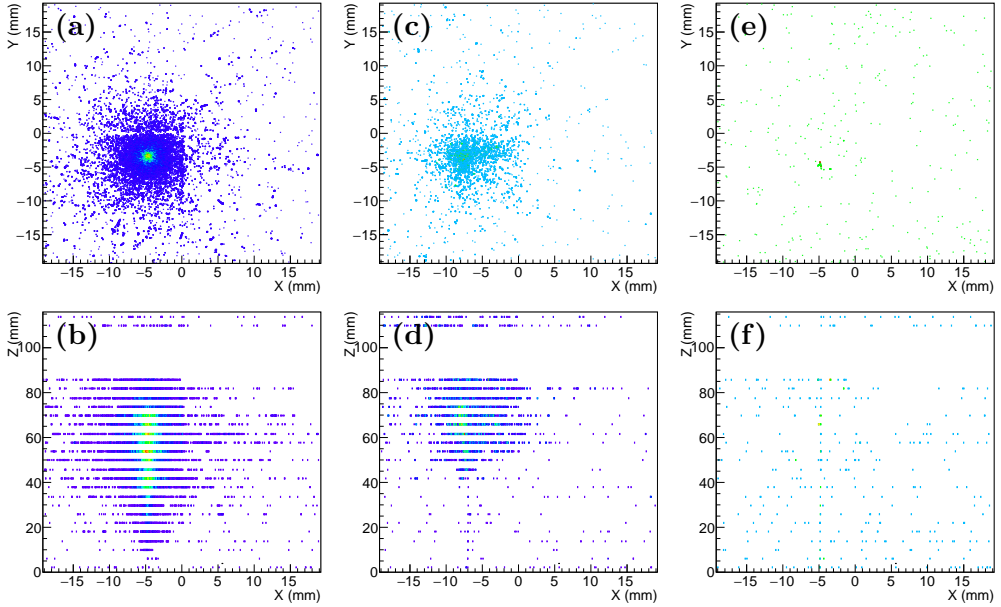 (a) (c) (e)
Y (mm) Y (mm) Y (mm)
15 15 15
10 10 10
5 5 5
0 0 0
−5 −5 −5
−10 −10 −10
−15 −15 −15
−15 −10 −5 0 5 10 15 −15 −10 −5 0 5 10 15 −15 −10 −5 0 5 10 15
X (mm) X (mm) X (mm)
(b) (d) (f)
Z (mm) Z (mm) Z (mm)
100 100 100
80 80 80
60 60 60
40 40 40
20 20 20
0 0 0
−15 −10 −5 0 5 10 15 −15 −10 −5 0 5 10 15 −15 −10 −5 0 5 10 15
X (mm) X (mm) X (mm)